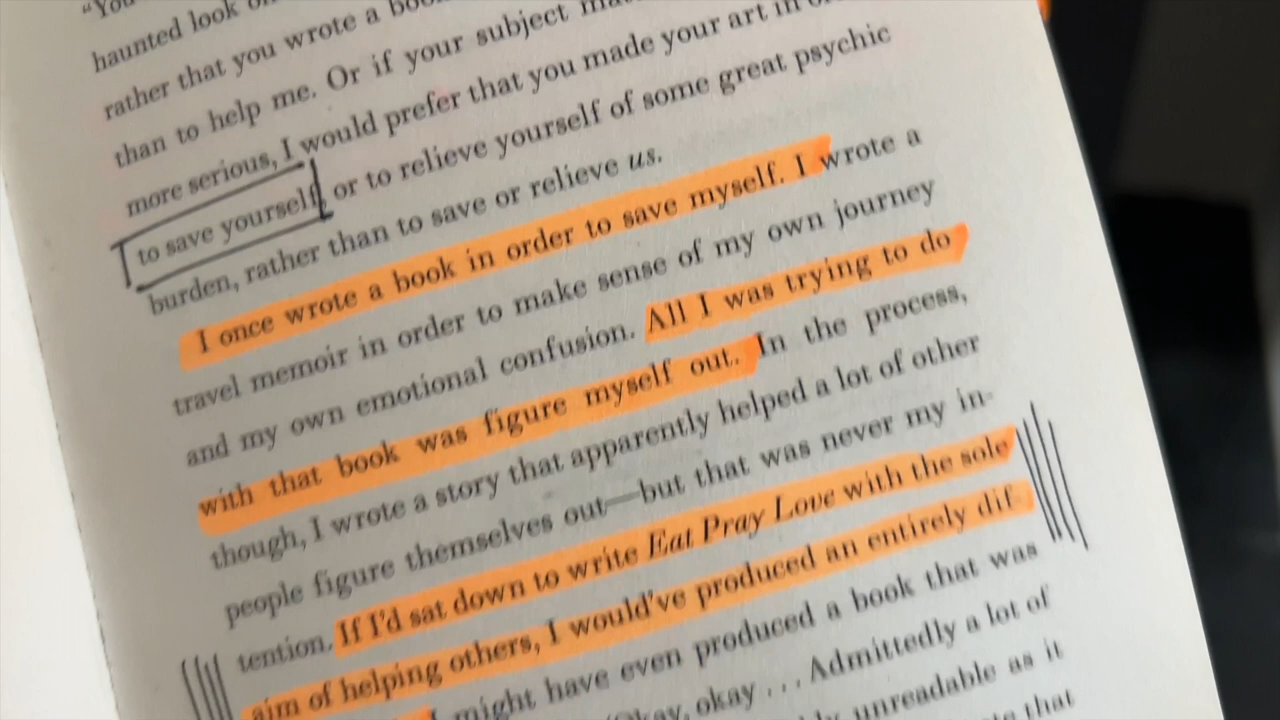 "You
haunted look
rather that you wrote a
than to help me. Or if your subject
more serious, I would prefer that you made your art in
to save yourself, or to relieve yourself of some great psychic
burden, rather than to save or relieve us.
I once wrote a book in order to save myself. I wrote a
travel memoir in order to make sense of my own journey
and my own emotional confusion. All I was trying to do
with that book was figure myself out. In the process,
though, I wrote a story that apparently helped a lot of other
people figure themselves out—but that was never my in-
tention. If I'd sat down to write Eat Pray Love with the sole
aim of helping others, I would've produced an entirely dif-
I might have even produced a book that was
okay ... Admittedly a lot of
unreadable as it
that